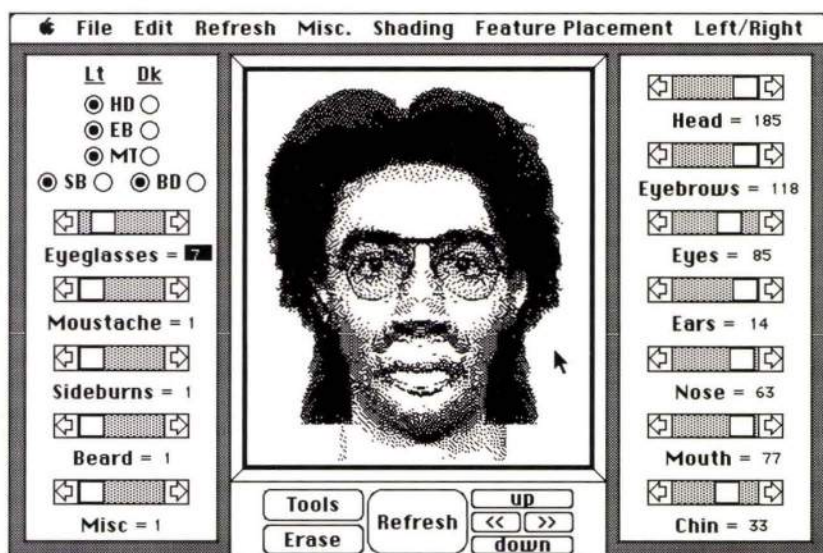 File Edit Refresh Misc. Shading Feature Placement Left/Right
Lt Dk
HD
EB
MT
SB BD
Eyeglasses = 7
Moustache = 1
Sideburns = 1
Beard = 1
Misc = 1
Head = 185
Eyebrows = 118
Eyes = 85
Ears = 14
Nose = 63
Mouth = 77
Chin = 33
Tools
Erase
Refresh
up
<< >>
down